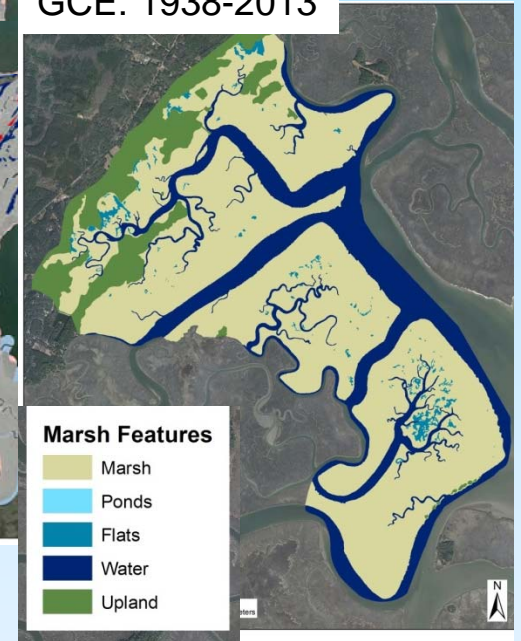 GCE: 1938-2013
Marsh Features
Marsh
Ponds
Flats
Water
Upland
N